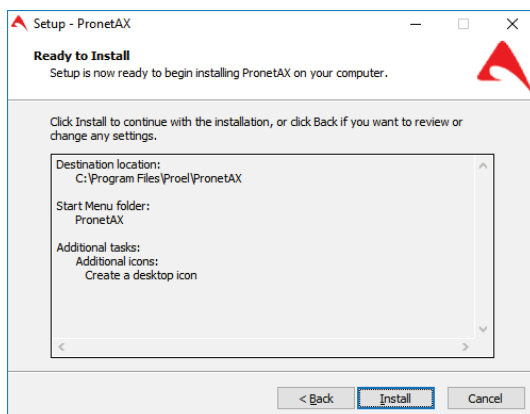 Setup - PronetAX
Ready to Install
Setup is now ready to begin installing PronetAX on your computer.
Click Install to continue with the installation, or click Back if you want to review or
change any settings.
Destination location:
C:\Program Files\Proel\PronetAX
Start Menu folder:
PronetAX
Additional tasks:
Additional icons:
Create a desktop icon
< Back
Install
Cancel